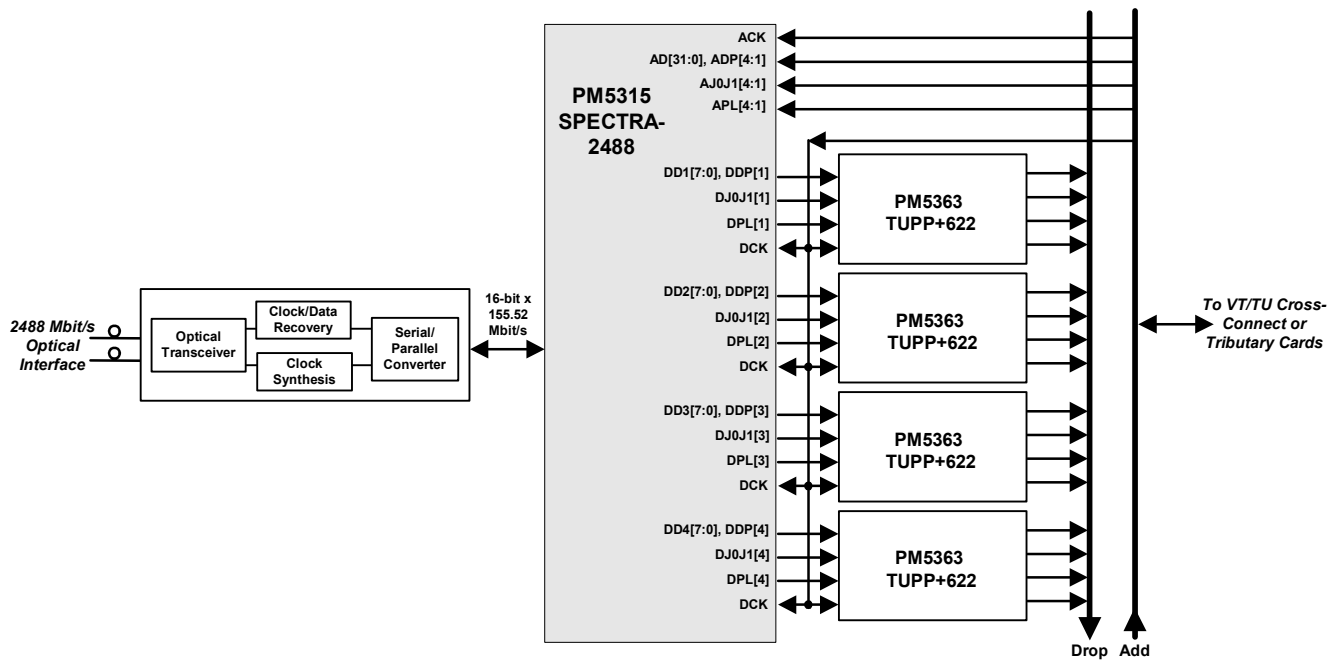 ACK
AD[31:0], ADP[4:1]
AJ0J1[4:1]
APL[4:1]
PM5315
SPECTRA-
2488
DD1[7:0], DDP[1]
DJ0J1[1]
DPL[1]
DCK
PM5363
TUPP+622
DD2[7:0], DDP[2]
DJ0J1[2]
DPL[2]
DCK
PM5363
TUPP+622
DD3[7:0], DDP[3]
DJ0J1[3]
DPL[3]
DCK
PM5363
TUPP+622
DD4[7:0], DDP[4]
DJ0J1[4]
DPL[4]
DCK
PM5363
TUPP+622
2488 Mbit/s
Optical
Interface
Optical
Transceiver
Clock/Data
Recovery
Clock
Synthesis
Serial/
Parallel
Converter
16-bit x
155.52
Mbit/s
To VT/TU Cross-
Connect or
Tributary Cards
Drop Add